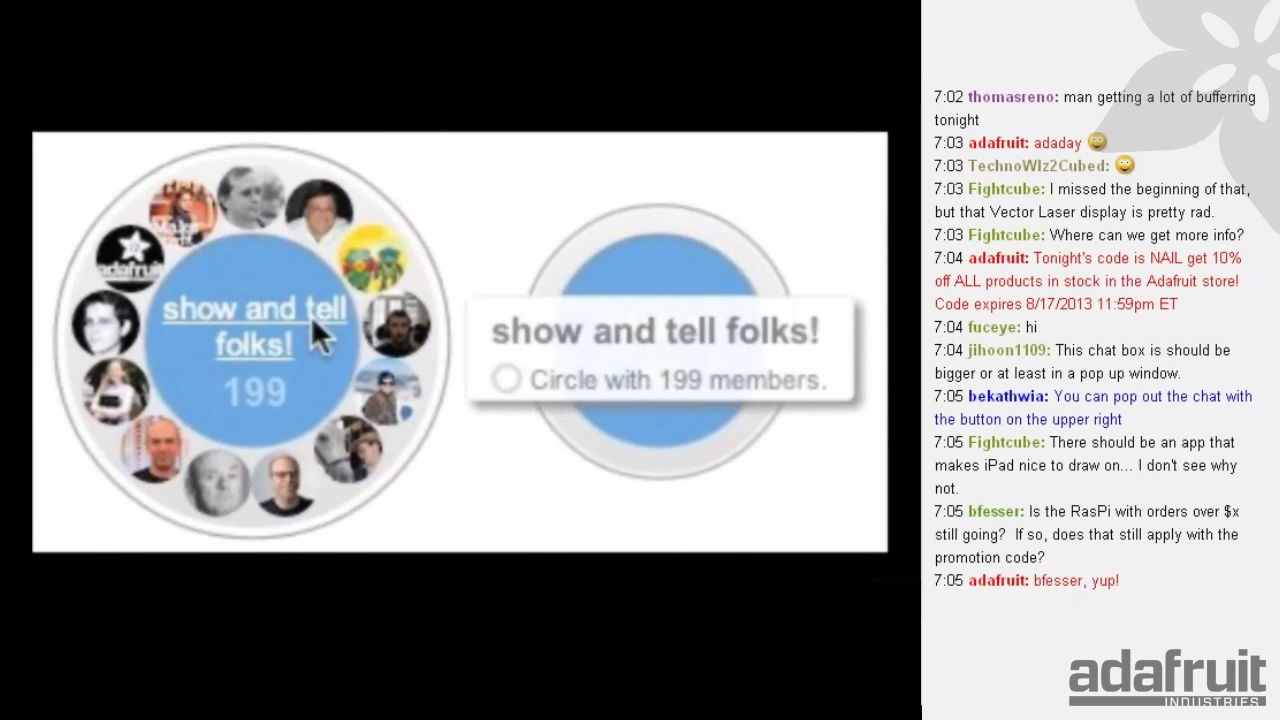 show and tell
folks!
199
show and tell folks!
Circle with 199 members.
adafruit
7:02 thomasreno: man getting a lot of bufferring
tonight
7:03 adafruit: adaday
7:03 TechnoWIz2Cubed:
7:03 Fightcube: I missed the beginning of that,
but that Vector Laser display is pretty rad.
7:03 Fightcube: Where can we get more info?
7:04 adafruit: Tonight's code is NAIL get 10%
off ALL products in stock in the Adafruit store!
Code expires 8/17/2013 11:59pm ET
7:04 fuceye: hi
7:04 jihoon1109: This chat box is should be
bigger or at least in a pop up window.
7:05 bekathwia: You can pop out the chat with
the button on the upper right
7:05 Fightcube: There should be an app that
makes iPad nice to draw on... I don't see why
not.
7:05 bfesser: Is the RasPi with orders over $x
still going? If so, does that still apply with the
promotion code?
7:05 adafruit: bfesser, yup!
adafruit
INDUSTRIES